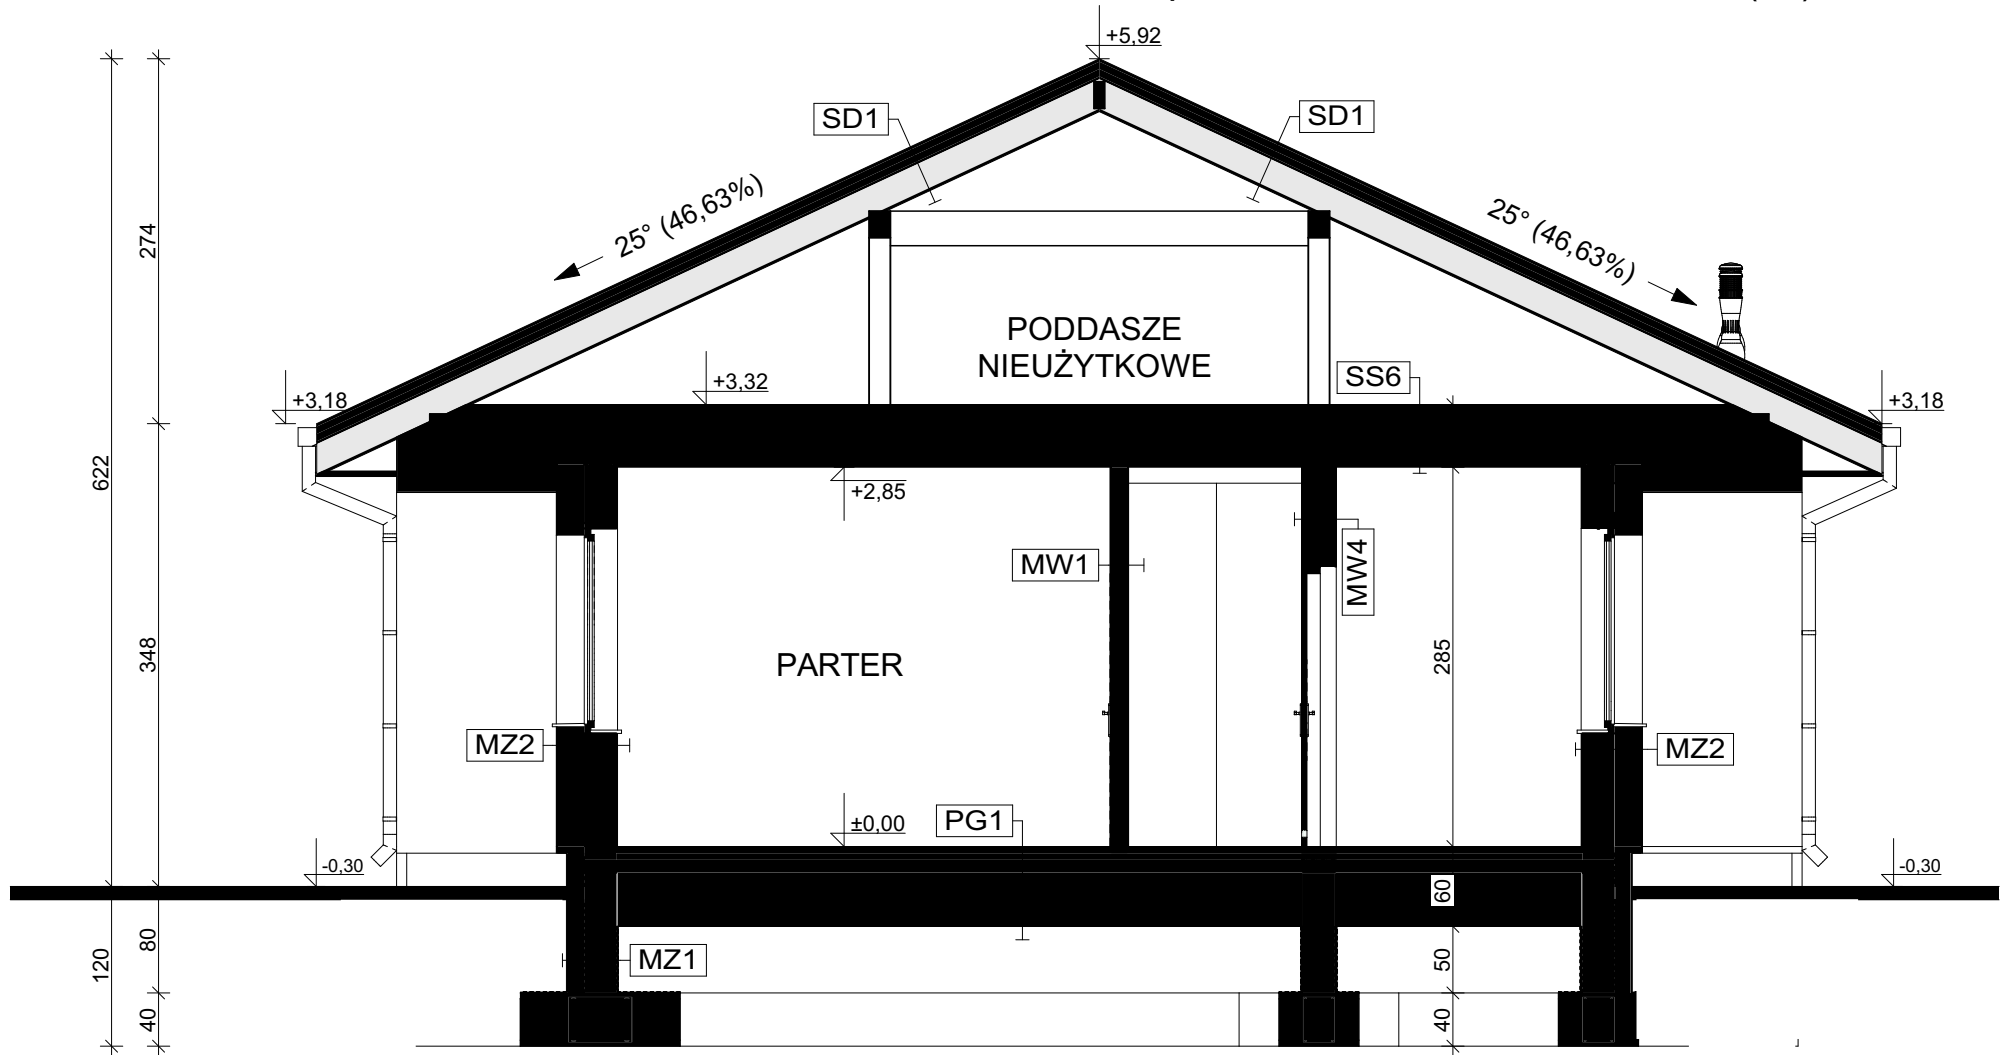 +5,92
SD1
SD1
25° (46,63%)
25° (46,63%)
274
PODDASZE
NIEUŻYTKOWE
SS6
+3,32
+3,18
+3,18
622
+2,85
MW1
MW4
348
285
PARTER
MZ2
MZ2
PG1
±0,00
-0,30
-0,30
60
80
120
50
MZ1
40
40